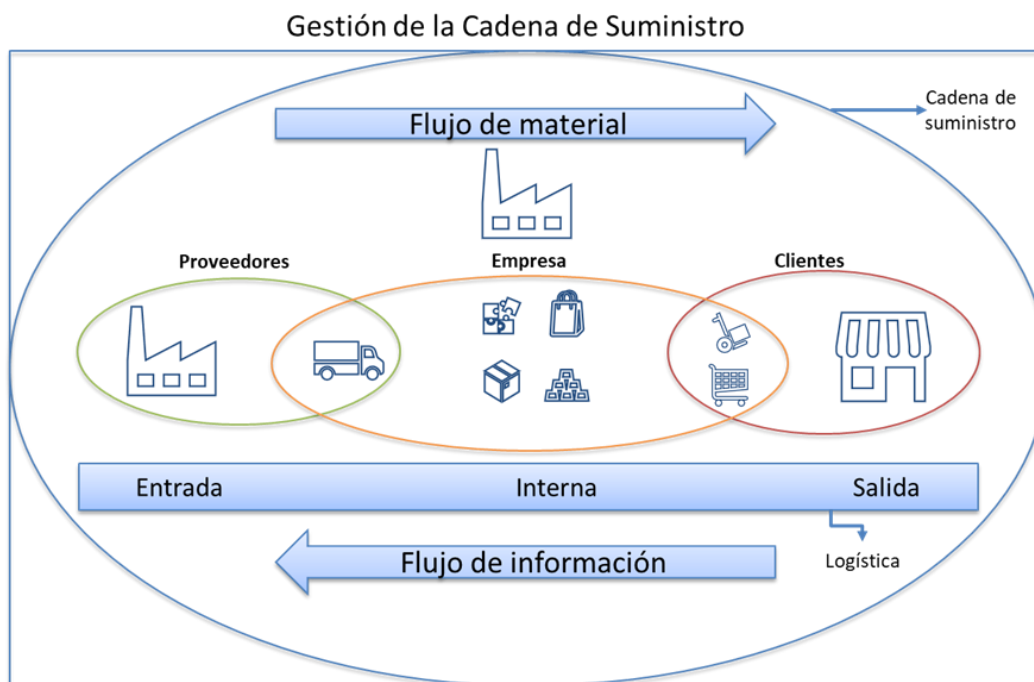 Gestión de la Cadena de Suministro
Flujo de material
Cadena de
suministro
Proveedores
Empresa
Clientes
Entrada
Interna
Salida
Flujo de información
Logística